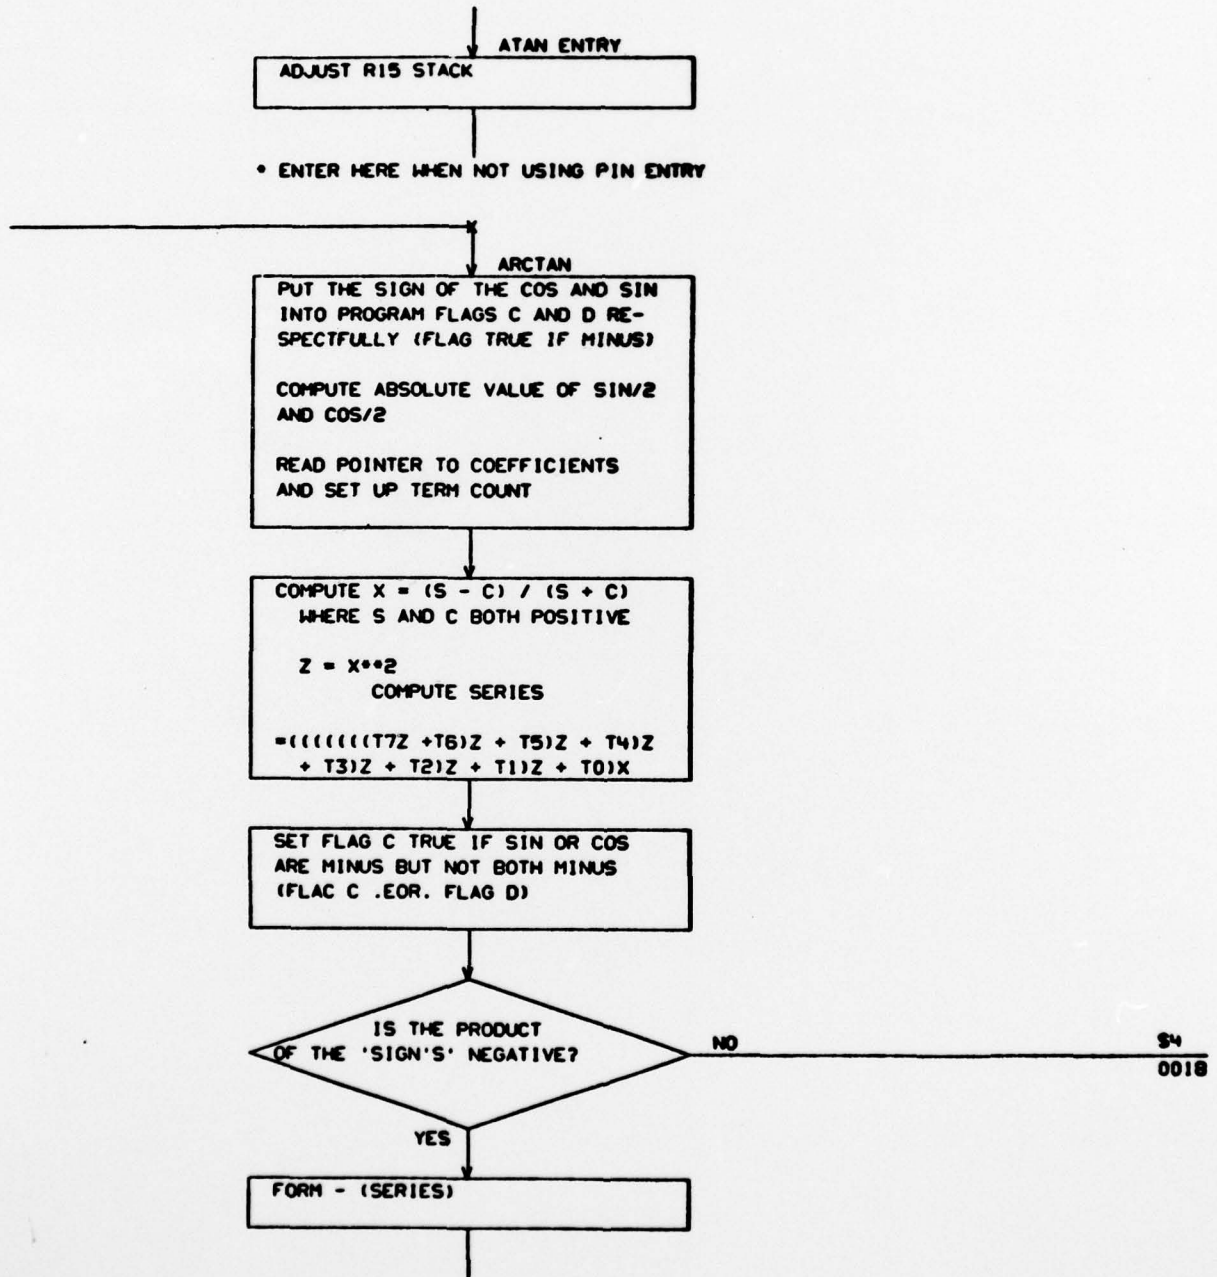 ATAN ENTRY
ADJUST R15 STACK
* ENTER HERE WHEN NOT USING PIN ENTRY
ARCTAN
PUT THE SIGN OF THE COS AND SIN
INTO PROGRAM FLAGS C AND D RE-
SPECTFULLY (FLAG TRUE IF MINUS)
COMPUTE ABSOLUTE VALUE OF SIN/2
AND COS/2
READ POINTER TO COEFFICIENTS
AND SET UP TERM COUNT
COMPUTE X = (S - C) / (S + C)
WHERE S AND C BOTH POSITIVE
Z = X**2
COMPUTE SERIES
=(((((((T7Z +T6)Z + T5)Z + T4)Z
+ T3)Z + T2)Z + T1)Z + T0)X
SET FLAG C TRUE IF SIN OR COS
ARE MINUS BUT NOT BOTH MINUS
(FLAC C .EOR. FLAG D)
IS THE PRODUCT
OF THE 'SIGN'S' NEGATIVE?
NO
S4
0018
YES
FORM - (SERIES)